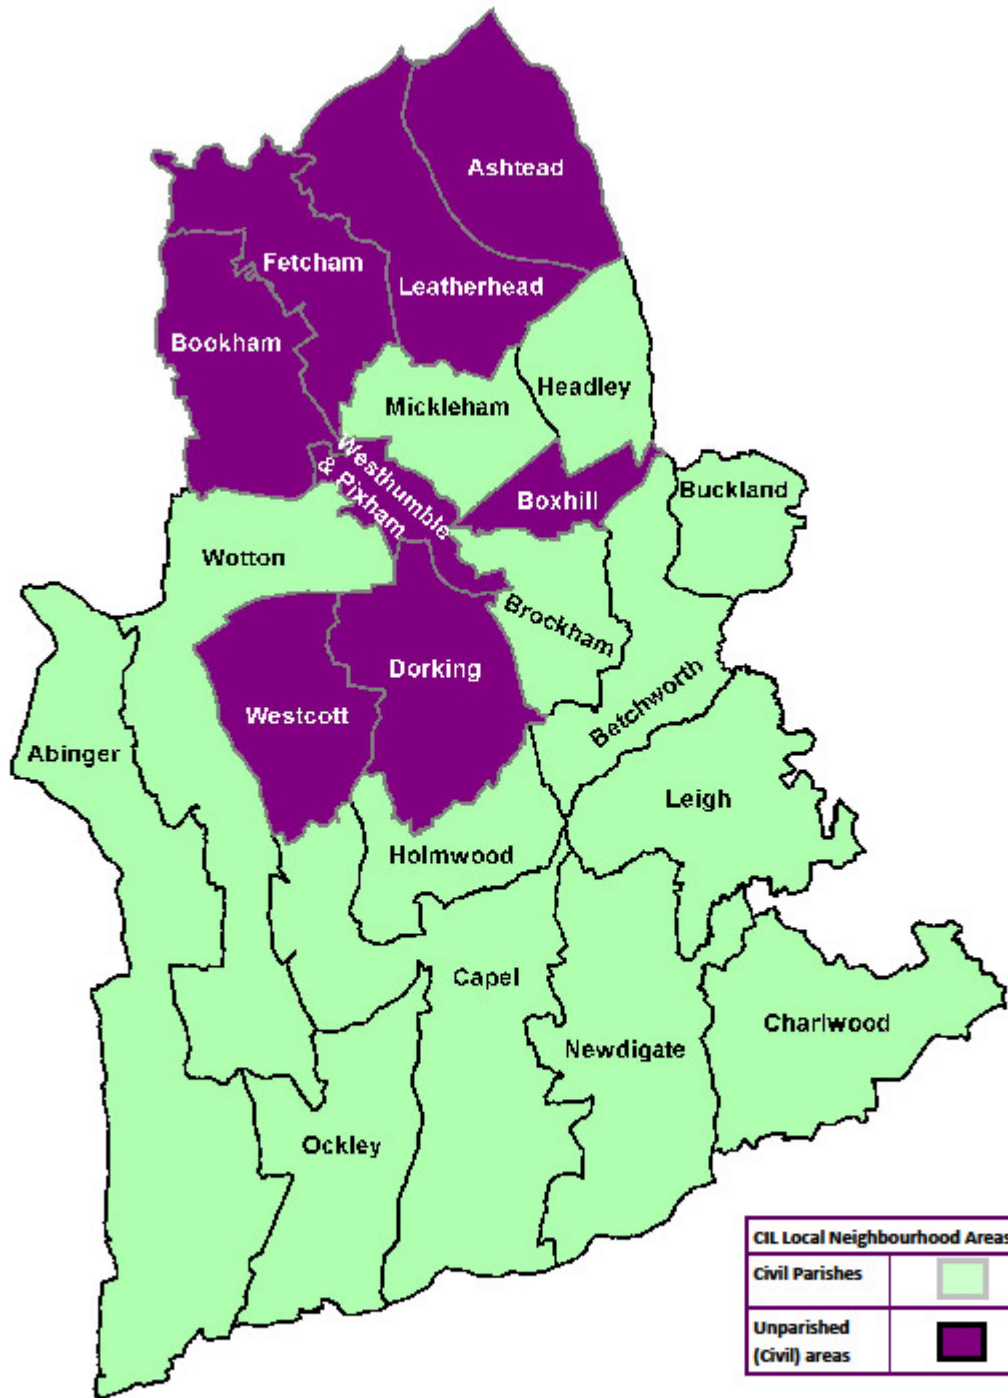 Ashtead
Fetcham
Leatherhead
Bookham
Headley
Mickleham
Westhumble
& Pixham
Boxhill
Buckland
Wotton
Brockham
Dorking
Westcott
Betchworth
Abinger
Leigh
Holmwood
Capel
Charlwood
Newdigate
Ockley
CIL Local Neighbourhood Areas
Civil Parishes
Unparished
(Civil) areas